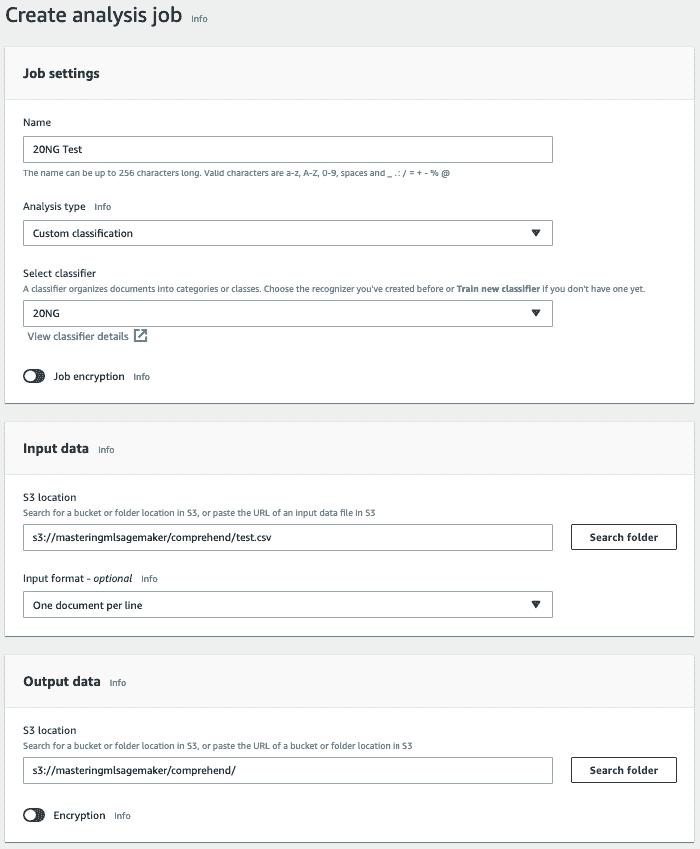 Create analysis job Info
Job settings
Name
20NG Test
The name can be up to 256 characters long. Valid characters are a-z, A-Z, 0-9, spaces and _ . : / = + - % @
Analysis type Info
Custom classification
Select classifier
A classifier organizes documents into categories or classes. Choose the recognizer you've created before or Train new classifier if you don't have one yet.
20NG
View classifier details
Job encryption Info
Input data Info
S3 location
Search for a bucket or folder location in S3, or paste the URL of an input data file in S3
s3://masteringmlsagemaker/comprehend/test.csv
Search folder
Input format - optional Info
One document per line
Output data Info
S3 location
Search for a bucket or folder location in S3, or paste the URL of a bucket or folder location in S3
s3://masteringmlsagemaker/comprehend/
Search folder
Encryption Info